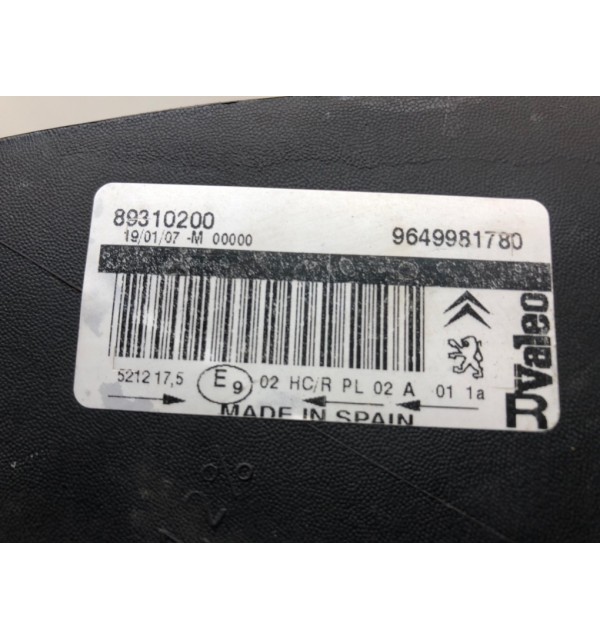 89310200
9649981780
19/01/07 -M 00000
5212 17,5 E9 02 HC/R PL 02 A 01 1a
MADE IN SPAIN
Valeo